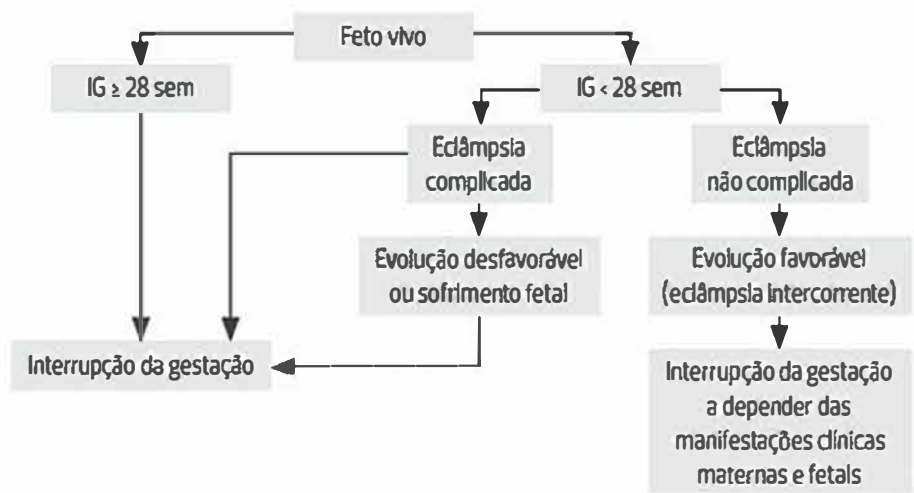 Feto vivo
IG ≥ 28 sem
IG < 28 sem
Eclâmpsia
complicada
Eclâmpsia
não complicada
Evolução desfavorável
ou sofrimento fetal
Evolução favorável
(eclâmpsia intercorrente)
Interrupção da gestação
Interrupção da gestação
a depender das
manifestações clínicas
maternas e fetais